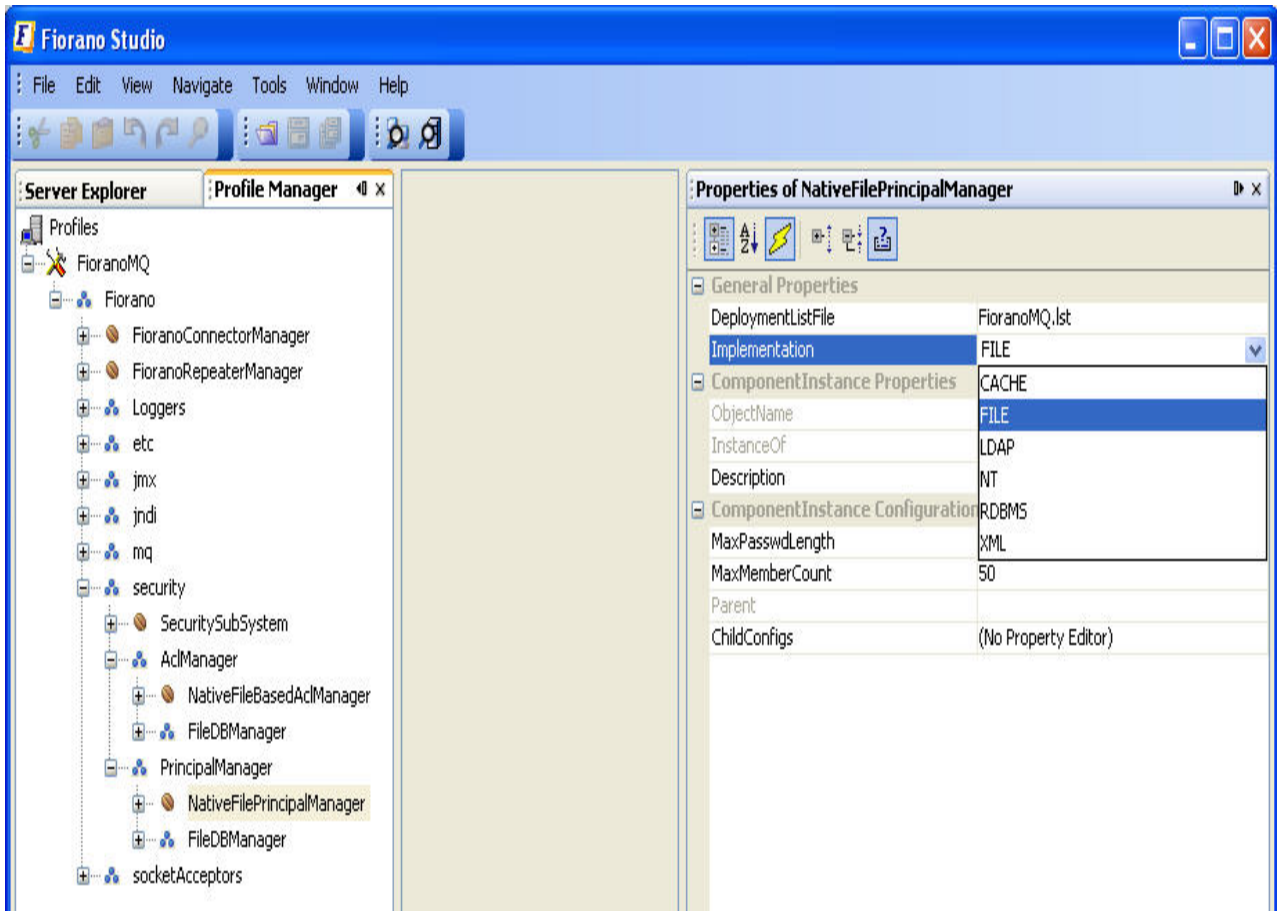 Fiorano Studio
File Edit View Navigate Tools Window Help
Server Explorer
Profile Manager
Profiles
FioranoMQ
Fiorano
FioranoConnectorManager
FioranoRepeaterManager
Loggers
etc
jmx
jndi
mq
security
SecuritySubSystem
AclManager
NativeFileBasedAclManager
FileDBManager
PrincipalManager
NativeFilePrincipalManager
FileDBManager
socketAcceptors
Properties of NativeFilePrincipalManager
General Properties
DeploymentListFile FioranoMQ.lst
Implementation FILE
CACHE
FILE
LDAP
NT
RDBMS
XML
ComponentInstance Properties
ObjectName
InstanceOf
Description
ComponentInstance Configuration
MaxPasswdLength
MaxMemberCount 50
Parent
ChildConfigs (No Property Editor)